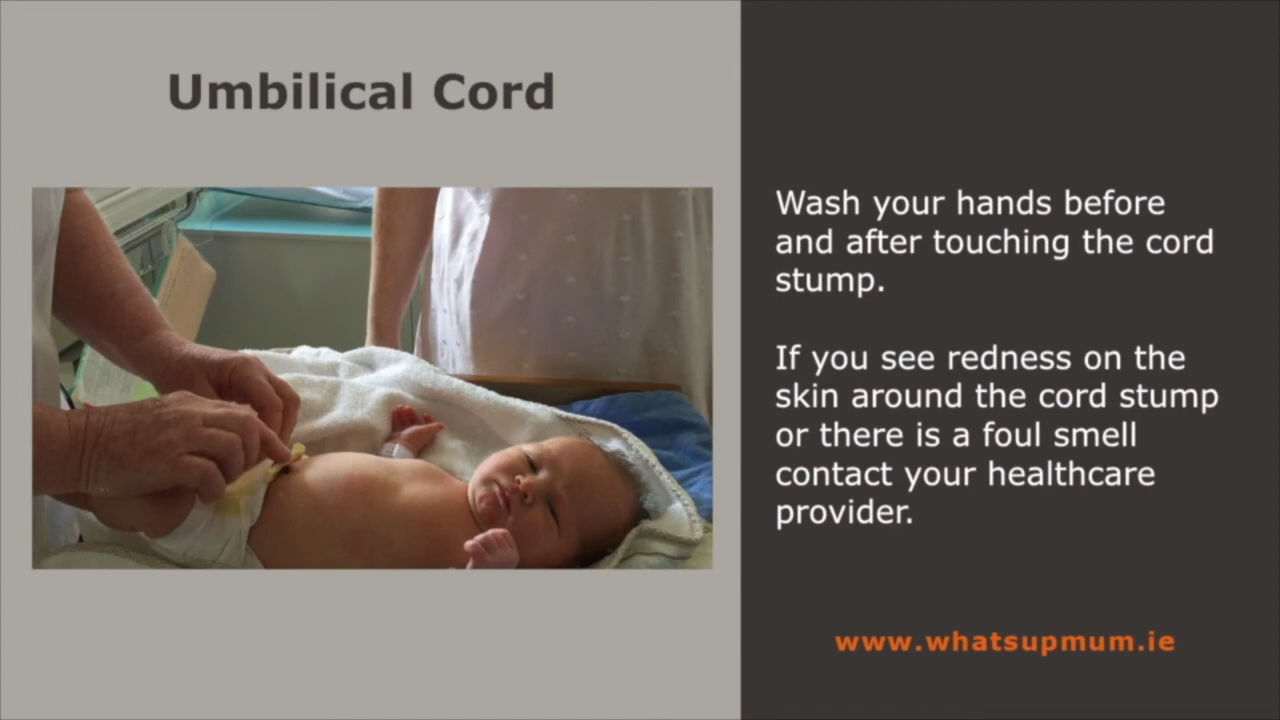 Umbilical Cord
Wash your hands before
and after touching the cord
stump.
If you see redness on the
skin around the cord stump
or there is a foul smell
contact your healthcare
provider.
www.whatsupmum.ie